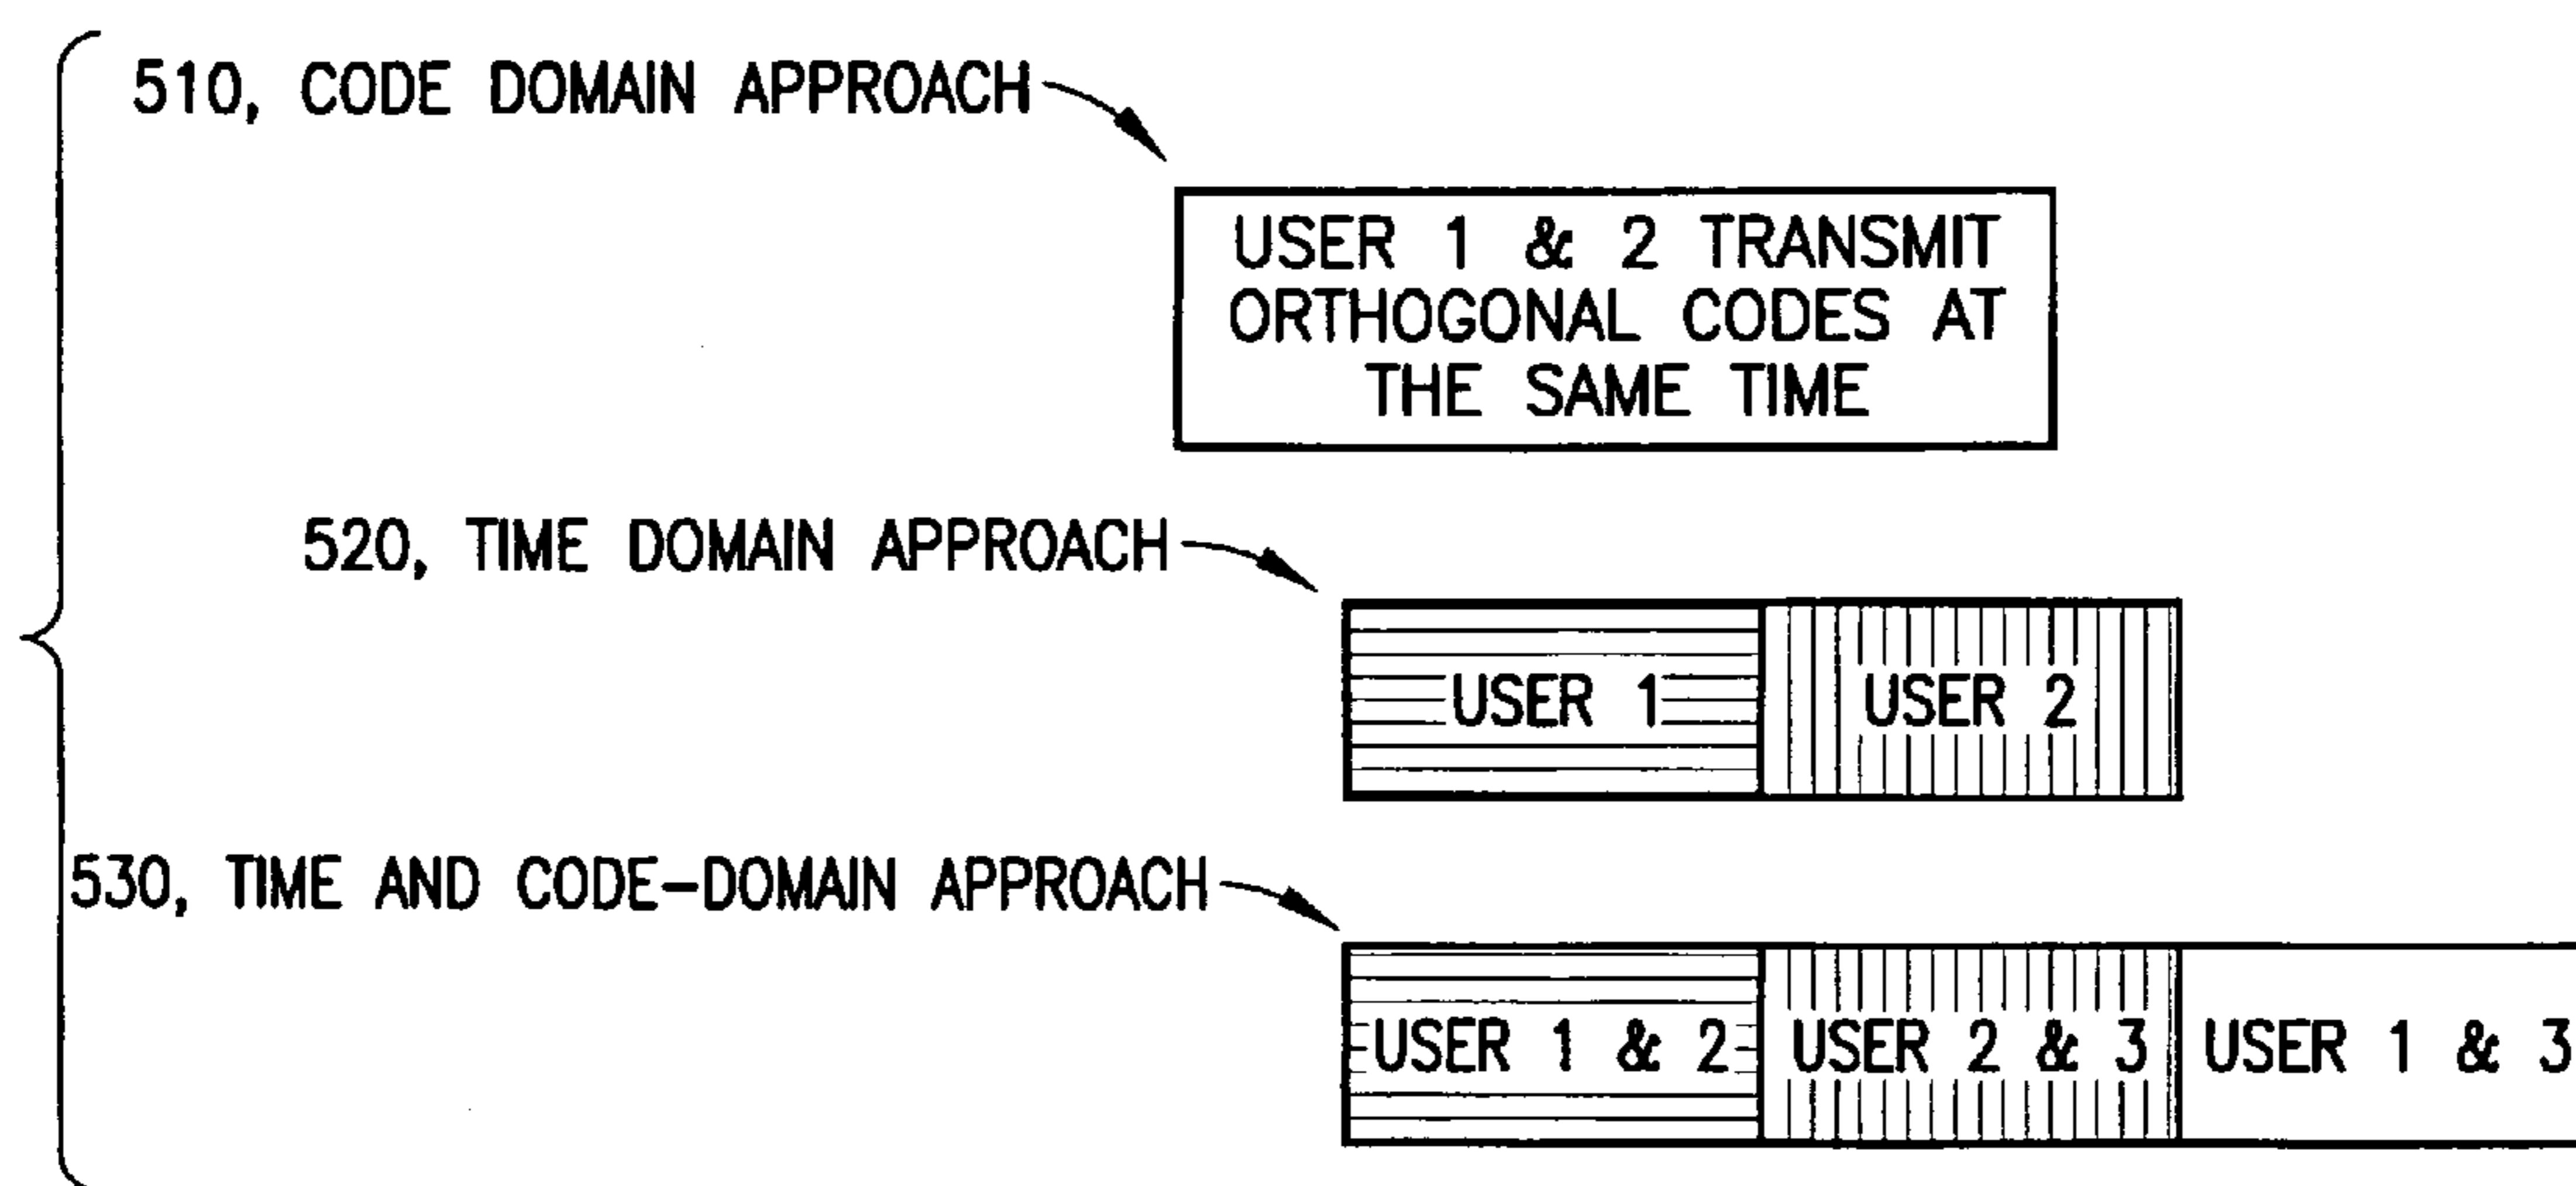 510, CODE DOMAIN APPROACH
USER 1 & 2 TRANSMIT
ORTHOGONAL CODES AT
THE SAME TIME
520, TIME DOMAIN APPROACH
USER 1
USER 2
530, TIME AND CODE-DOMAIN APPROACH
USER 1 & 2
USER 2 & 3
USER 1 & 3